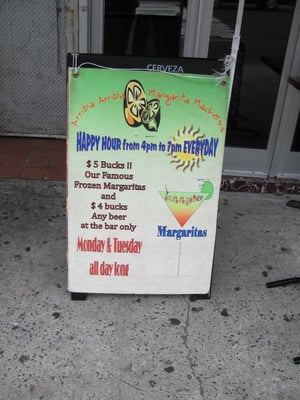 CERVEZA
Arriba Arriba Margarita Madness
HAPPY HOUR from 4pm to 7pm EVERYDAY
$ 5 Bucks !!
Our Famous
Frozen Margaritas
and
$ 4 bucks
Any beer
at the bar only
Margaritas
Monday & Tuesday
all day long